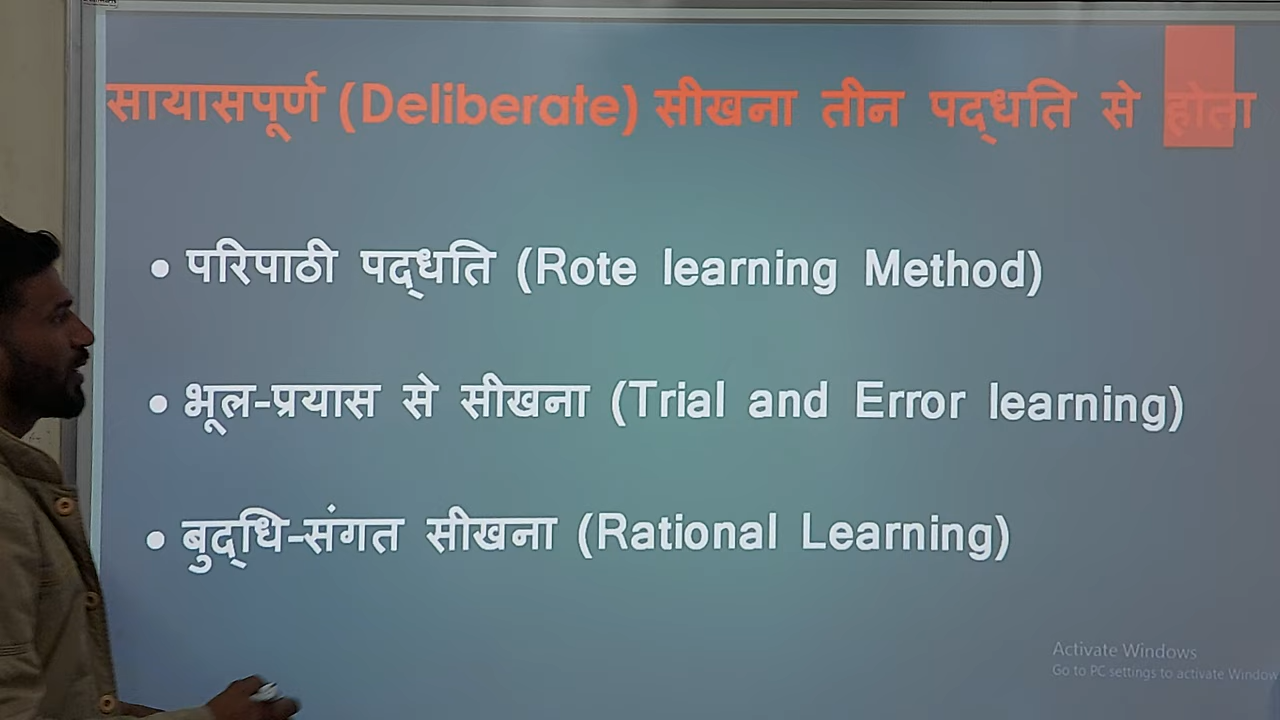 सायासपूर्ण (Deliberate) सीखना तीन पद्धति से होता
• परिपाठी पद्धति (Rote learning Method)
• भूल-प्रयास से सीखना (Trial and Error learning)
• बुद्धि-संगत सीखना (Rational Learning)
Activate Windows
Go to PC settings to activate Window